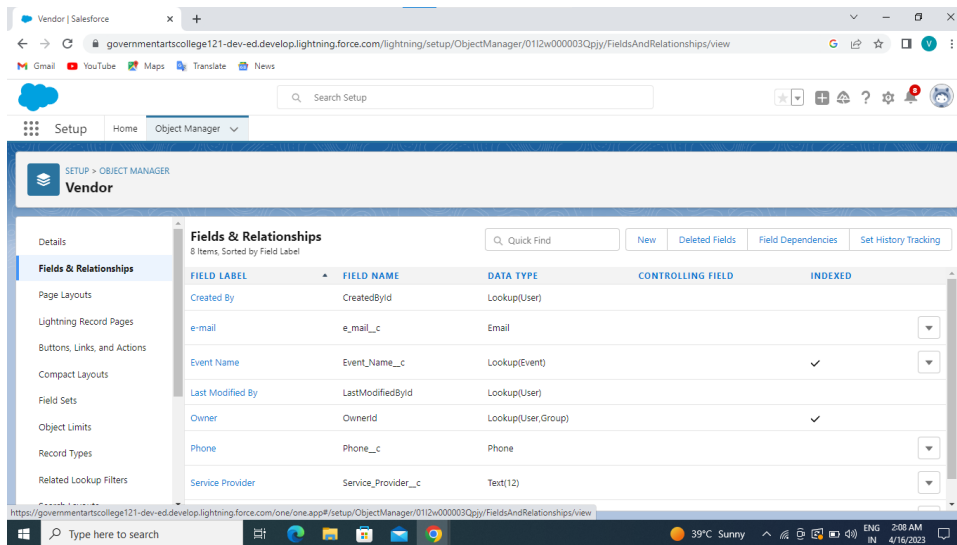 Vendor | Salesforce
governmentartscollege121-dev-ed.develop.lightning.force.com/lightning/setup/ObjectManager/01I2w000003Qpjy/FieldsAndRelationships/view
G
V
Gmail YouTube Maps Translate News
Search Setup
8
Setup Home Object Manager
SETUP > OBJECT MANAGER
Vendor
Details
Fields & Relationships
Page Layouts
Lightning Record Pages
Buttons, Links, and Actions
Compact Layouts
Field Sets
Object Limits
Record Types
Related Lookup Filters
Fields & Relationships
8 Items, Sorted by Field Label
Quick Find New Deleted Fields Field Dependencies Set History Tracking
FIELD LABEL FIELD NAME DATA TYPE CONTROLLING FIELD INDEXED
Created By CreatedById Lookup(User)
e-mail e_mail__c Email
Event Name Event_Name__c Lookup(Event)
Last Modified By LastModifiedById Lookup(User)
Owner OwnerId Lookup(User,Group)
Phone Phone__c Phone
Service Provider Service_Provider__c Text(12)
https://governmentartscollege121-dev-ed.develop.lightning.force.com/one/one.app#/setup/ObjectManager/01I2w000003Qpjy/FieldsAndRelationships/view
Type here to search
39°C Sunny
ENG
IN
2:08 AM
4/16/2023